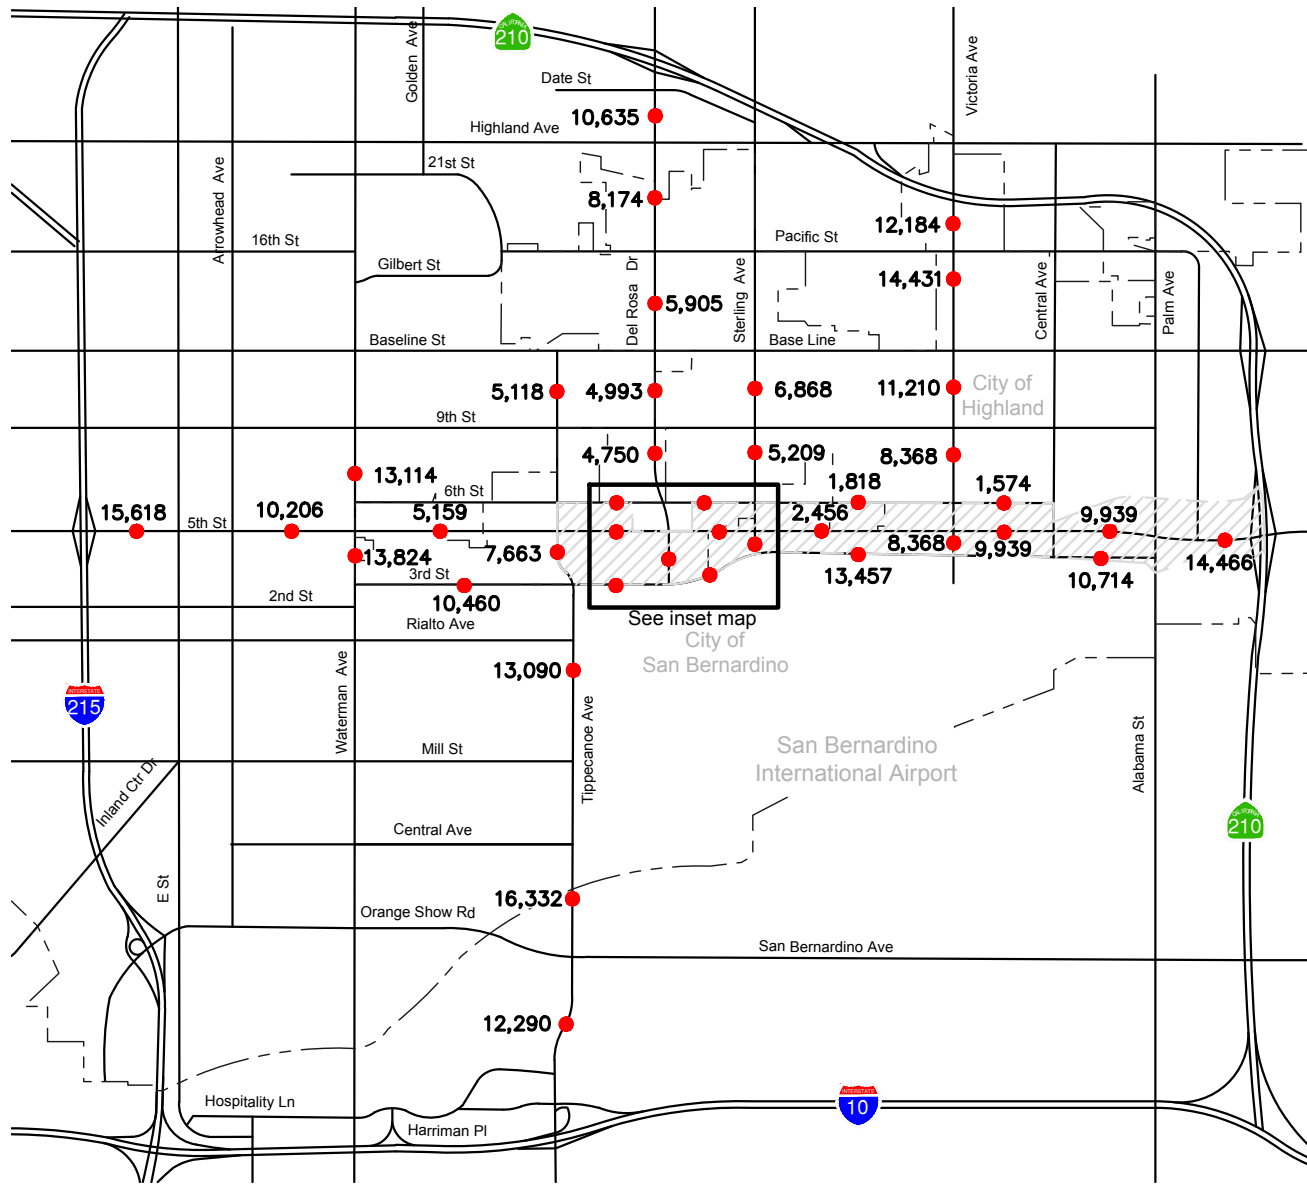 Golden Ave
CALIFORNIA
210
Victoria Ave
Date St
10,635
Highland Ave
Arrowhead Ave
21st St
8,174
12,184
16th St
Pacific St
Gilbert St
14,431
Del Rosa Dr
Sterling Ave
Central Ave
Palm Ave
5,905
Baseline St
Base Line
5,118
4,993
6,868
11,210
City of
Highland
9th St
4,750
5,209
8,368
13,114
6th St
1,818
1,574
15,618
5th St
10,206
5,159
2,456
9,939
7,663
8,368
9,939
13,824
13,457
10,714
14,466
3rd St
10,460
2nd St
Rialto Ave
See inset map
City of
San Bernardino
13,090
INTERSTATE
215
Waterman Ave
Tippecanoe Ave
Alabama St
Mill St
San Bernardino
International Airport
Inland Ctr Dr
CALIFORNIA
210
Central Ave
E St
16,332
Orange Show Rd
San Bernardino Ave
12,290
Hospitality Ln
INTERSTATE
10
Harriman Pl